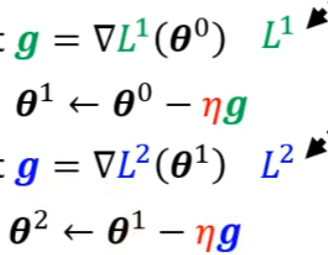 : g = ∇L¹(θ⁰) L¹
θ¹ ← θ⁰ − ηg
: g = ∇L²(θ¹) L²
θ² ← θ¹ − ηg